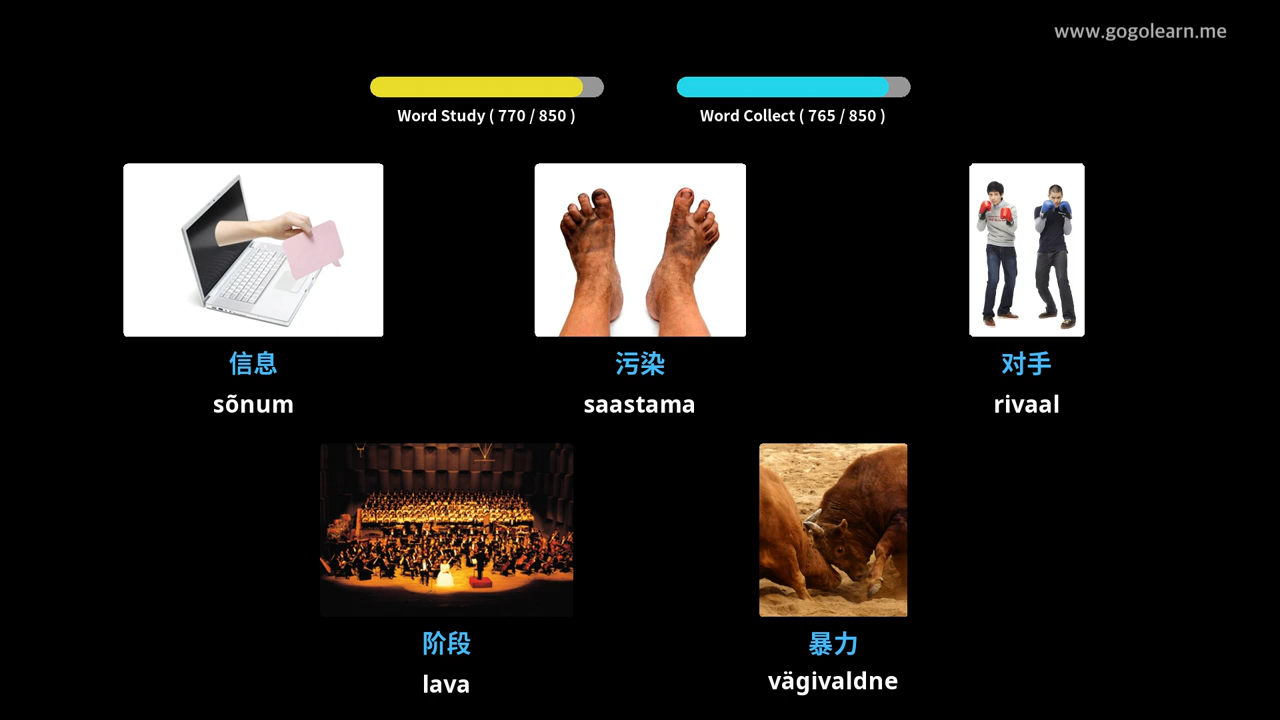 www.gogolearn.me
Word Study ( 770 / 850 )
Word Collect ( 765 / 850 )
信息
污染
对手
sõnum
saastama
rivaal
阶段
暴力
lava
vägivaldne